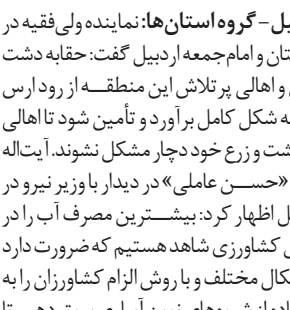 یل - گروه استان‌ها: نماینده ولی‌فقیه در
تان و امام‌جمعه اردبیل گفت: حقابه دشت
و اهالی پرتلاش این منطقه از رود ارس
ه شکل کامل برآورد و تأمین شود تا اهالی
شت و زرع خود دچار مشکل نشوند. آیت‌اله
«حسن عاملی» در دیدار با وزیر نیرو در
ل اظهار کرد: بیشترین مصرف آب را در
کشاورزی شاهد هستیم که ضرورت دارد
کال مختلف و با روش الزام کشاورزان را به